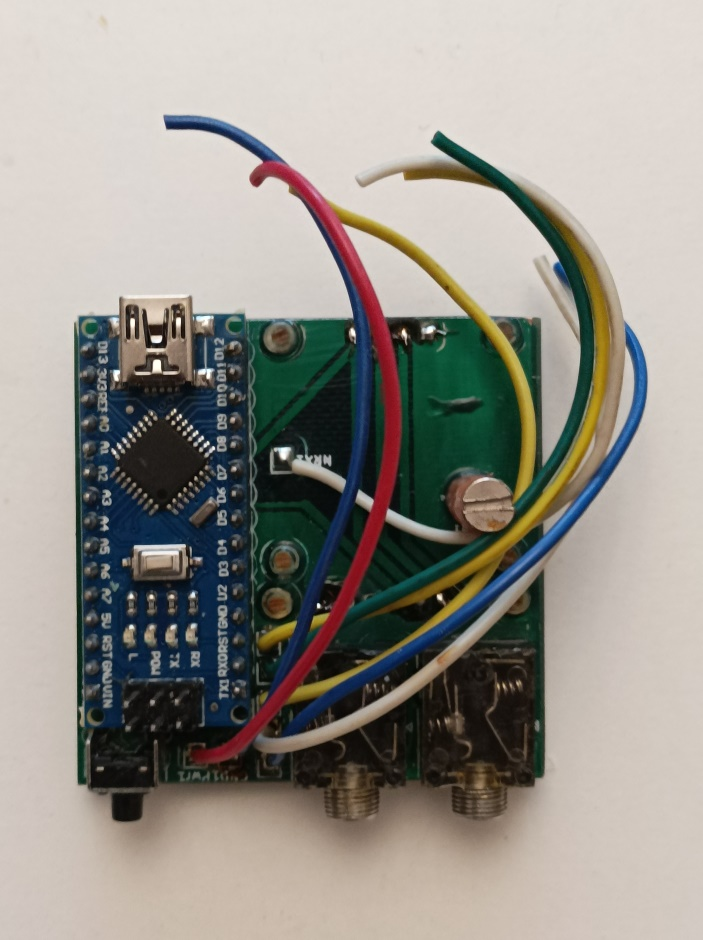 D13
3V3
REF
A0
A1
A2
A3
A4
A5
A6
A7
5V
RST
GND
VIN
D12
D11
D10
D9
D8
D7
D6
D5
D4
D3
D2
GND
RST
RX0
TX1
L
POW
TX
RX